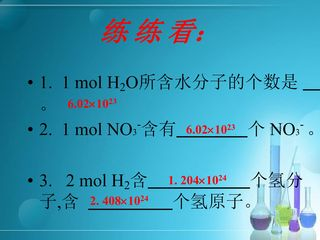 练 练 看：
• 1. 1 mol H₂O所含水分子的个数是 __
。 6.02×10²³
• 2. 1 mol NO₃⁻含有 6.02×10²³ 个 NO₃⁻ 。
• 3. 2 mol H₂含 1.204×10²⁴ 个氢分
子,含 2.408×10²⁴ 个氢原子。